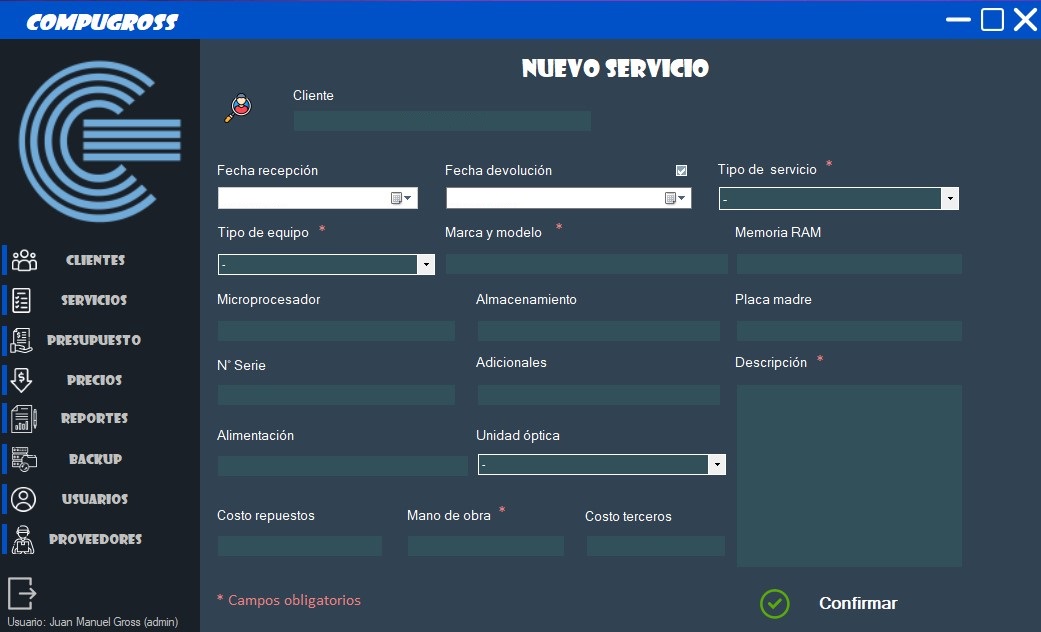 COMPUGROSS
NUEVO SERVICIO
Cliente
Fecha recepción
Fecha devolución
Tipo de servicio *
-
Tipo de equipo *
Marca y modelo *
Memoria RAM
-
Microprocesador
Almacenamiento
Placa madre
N° Serie
Adicionales
Descripción *
Alimentación
Unidad óptica
-
Costo repuestos
Mano de obra *
Costo terceros
* Campos obligatorios
Confirmar
CLIENTES
SERVICIOS
PRESUPUESTO
PRECIOS
REPORTES
BACKUP
USUARIOS
PROVEEDORES
Usuario: Juan Manuel Gross (admin)